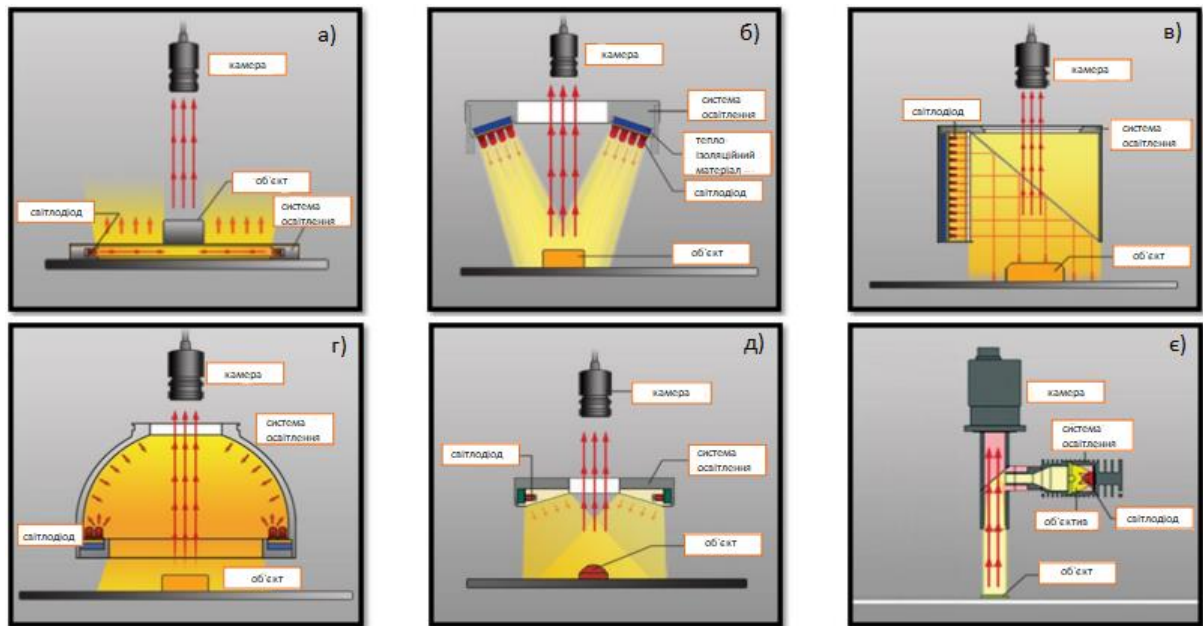 а)
камера
об`єкт
світлодіод
система
освітлення
б)
камера
система
освітлення
тепло
ізоляційний
матеріал
світлодіод
об`єкт
в)
камера
світлодіод
система
освітлення
об`єкт
г)
камера
система
освітлення
світлодіод
об`єкт
д)
камера
світлодіод
система
освітлення
об`єкт
є)
камера
система
освітлення
об`єктив
світлодіод
об`єкт